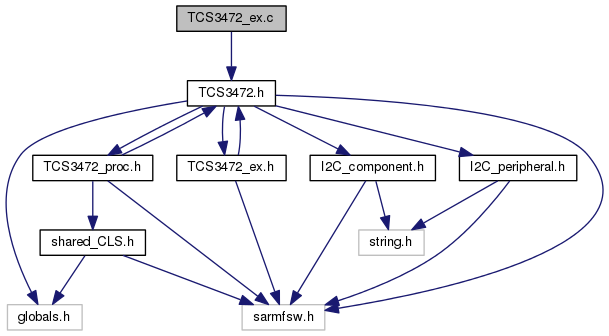 TCS3472_ex.c
TCS3472.h
TCS3472_proc.h
TCS3472_ex.h
I2C_component.h
I2C_peripheral.h
shared_CLS.h
string.h
globals.h
sarmfsw.h